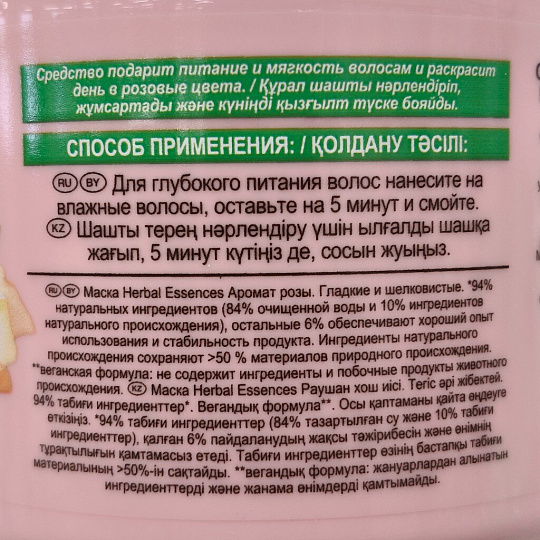 Средство подарит питание и мягкость волосам и раскрасит
день в розовые цвета. / Құрал шашты нәрлендіріп,
жұмсартады және күніңді қызғылт түске бояйды.
СПОСОБ ПРИМЕНЕНИЯ: / ҚОЛДАНУ ТӘСІЛІ:
RU BY Для глубокого питания волос нанесите на
влажные волосы, оставьте на 5 минут и смойте.
KZ Шашты терең нәрлендіру үшін ылғалды шашқа
жағып, 5 минут күтіңіз де, сосын жуыңыз.
RU BY Маска Herbal Essences Аромат розы. Гладкие и шелковистые. *94%
натуральных ингредиентов (84% очищенной воды и 10% ингредиентов
натурального происхождения), остальные 6% обеспечивают хороший опыт
использования и стабильность продукта. Ингредиенты натурального
происхождения сохраняют >50 % материалов природного происхождения.
**веганская формула: не содержит ингредиенты и побочные продукты животного
происхождения. KZ Маска Herbal Essences Раушан хош иісі. Тегіс әрі жібектей.
94% табиғи ингредиенттер*. Вегандық формула**. Осы қаптаманы қайта өңдеуге
өткізіңіз. *94% табиғи ингредиенттер (84% тазартылған су және 10% табиғи
ингредиенттер), қалған 6% пайдаланудың жақсы тәжірибесін және өнімнің
тұрақтылығын қамтамасыз етеді. Табиғи ингредиенттер өзінің бастапқы табиғи
материалының >50%-ін сақтайды. **вегандық формула: жануарлардан алынатын
ингредиенттерді және жанама өнімдерді қамтымайды.